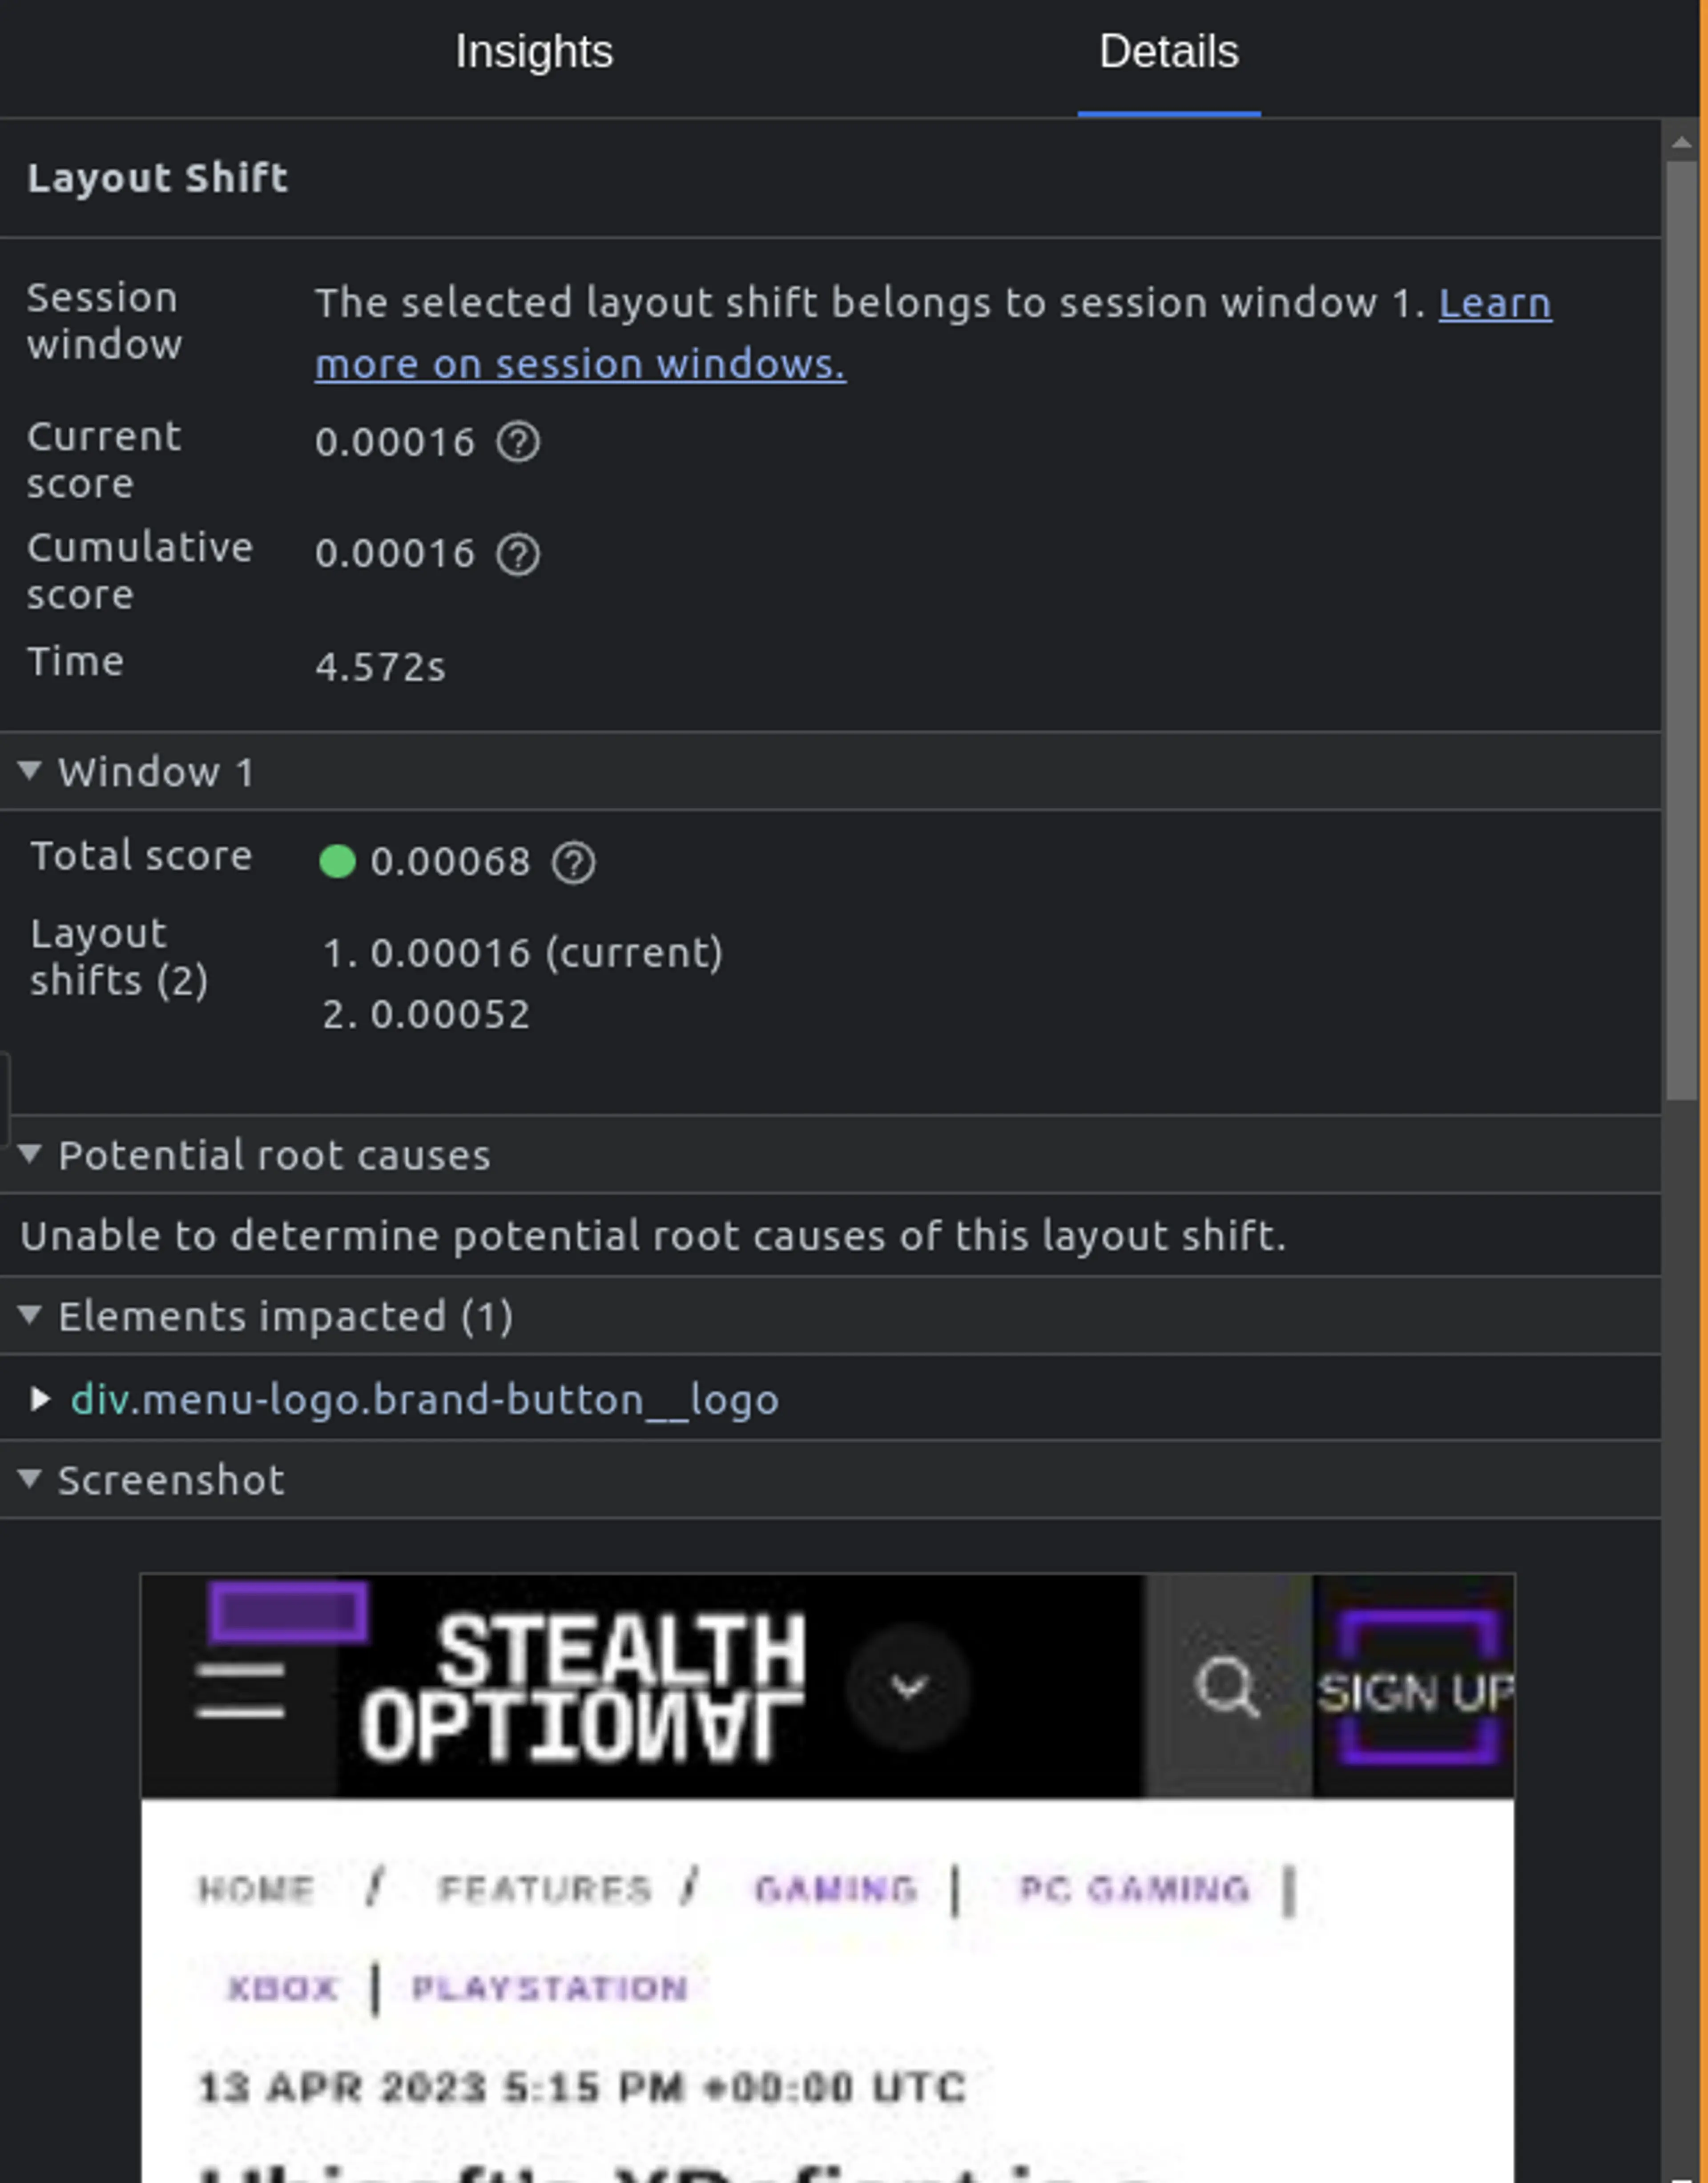 Insights
Details
Layout Shift
Session window
The selected layout shift belongs to session window 1. Learn
more on session windows.
Current score
0.00016
Cumulative score
0.00016
Time
4.572s
Window 1
Total score
0.00068
Layout shifts (2)
1. 0.00016 (current)
2. 0.00052
Potential root causes
Unable to determine potential root causes of this layout shift.
Elements impacted (1)
div.menu-logo.brand-button__logo
Screenshot
STEALTH
OPTIONAL
SIGN UP
HOME / FEATURES / GAMING | PC GAMING |
XBOX | PLAYSTATION
13 APR 2023 5:15 PM +00:00 UTC
Ubisoft's XDefiant is a